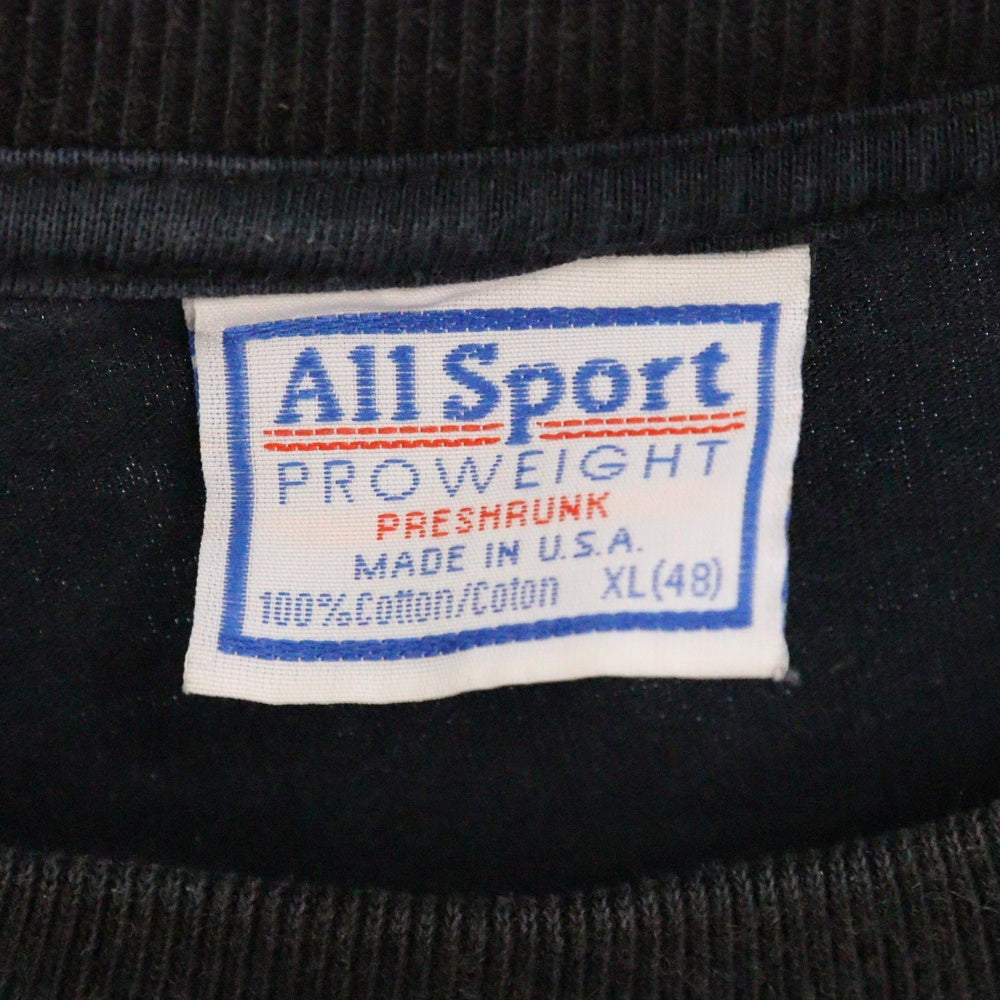 All Sport
PROWEIGHT
PRESHRUNK
MADE IN U.S.A.
100%Cotton/Coton XL(48)